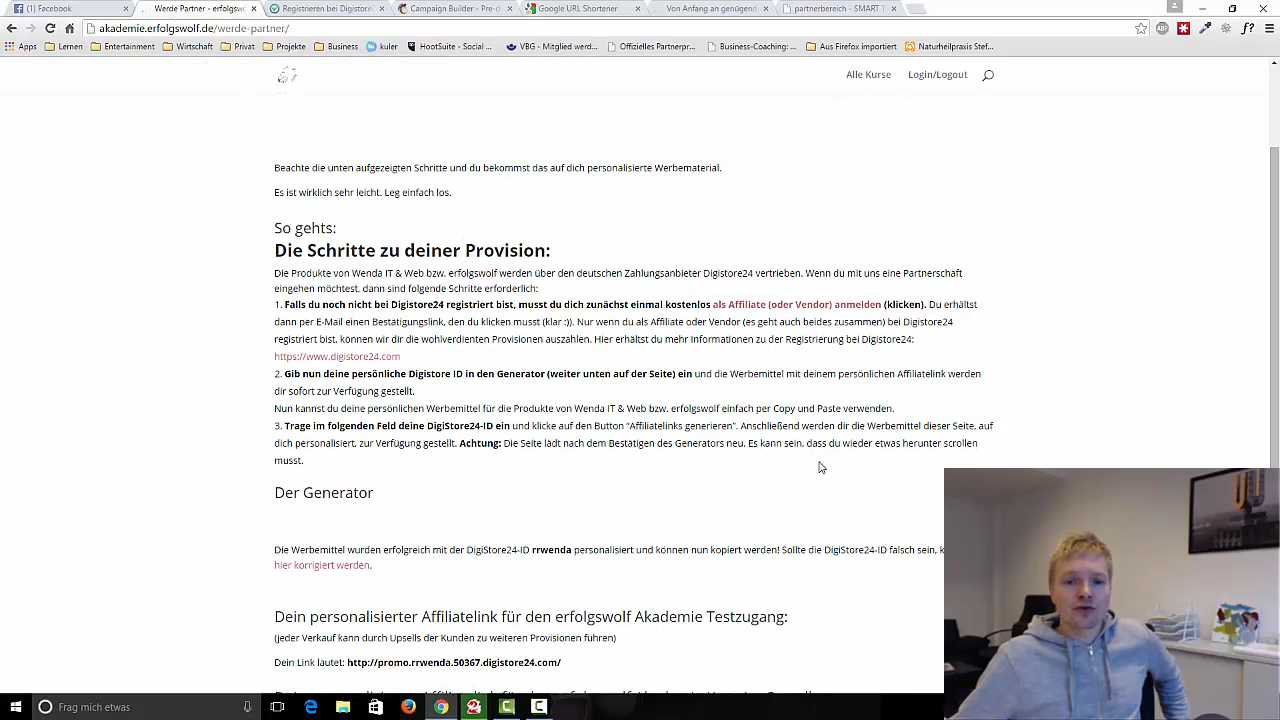 (1) Facebook
Werde Partner - erfolgsw
Registrieren bei Digistore
Campaign Builder - Pre-d
Google URL Shortener
Von Anfang an genügend
partnerbereich - SMART T
akademie.erfolgswolf.de/werde-partner/
Apps
Lernen
Entertainment
Wirtschaft
Privat
Projekte
Business
kuler
HootSuite - Social ...
VBG - Mitglied werd...
Offizielles Partnerpr...
Business-Coaching: ...
Aus Firefox importiert
Naturheilpraxis Stef...
Alle Kurse
Login/Logout
Beachte die unten aufgezeigten Schritte und du bekommst das auf dich personalisierte Werbematerial.
Es ist wirklich sehr leicht. Leg einfach los.
So gehts:
Die Schritte zu deiner Provision:
Die Produkte von Wenda IT & Web bzw. erfolgswolf werden über den deutschen Zahlungsanbieter Digistore24 vertrieben. Wenn du mit uns eine Partnerschaft
eingehen möchtest, dann sind folgende Schritte erforderlich:
1. Falls du noch nicht bei Digistore24 registriert bist, musst du dich zunächst einmal kostenlos als Affiliate (oder Vendor) anmelden (klicken). Du erhältst
dann per E-Mail einen Bestätigungslink, den du klicken musst (klar :)). Nur wenn du als Affiliate oder Vendor (es geht auch beides zusammen) bei Digistore24
registriert bist, können wir dir die wohlverdienten Provisionen auszahlen. Hier erhältst du mehr Informationen zu der Registrierung bei Digistore24:
https://www.digistore24.com
2. Gib nun deine persönliche Digistore ID in den Generator (weiter unten auf der Seite) ein und die Werbemittel mit deinem persönlichen Affiliatelink werden
dir sofort zur Verfügung gestellt.
Nun kannst du deine persönlichen Werbemittel für die Produkte von Wenda IT & Web bzw. erfolgswolf einfach per Copy und Paste verwenden.
3. Trage im folgenden Feld deine DigiStore24-ID ein und klicke auf den Button “Affiliatelinks generieren”. Anschließend werden dir die Werbemittel dieser Seite, auf
dich personalisiert, zur Verfügung gestellt. Achtung: Die Seite lädt nach dem Bestätigen des Generators neu. Es kann sein, dass du wieder etwas herunter scrollen
musst.
Der Generator
Die Werbemittel wurden erfolgreich mit der DigiStore24-ID rrwenda personalisiert und können nun kopiert werden! Sollte die DigiStore24-ID falsch sein,
hier korrigiert werden.
Dein personalisierter Affiliatelink für den erfolgswolf Akademie Testzugang:
(jeder Verkauf kann durch Upsells der Kunden zu weiteren Provisionen führen)
Dein Link lautet: http://promo.rrwenda.50367.digistore24.com/
Frag mich etwas